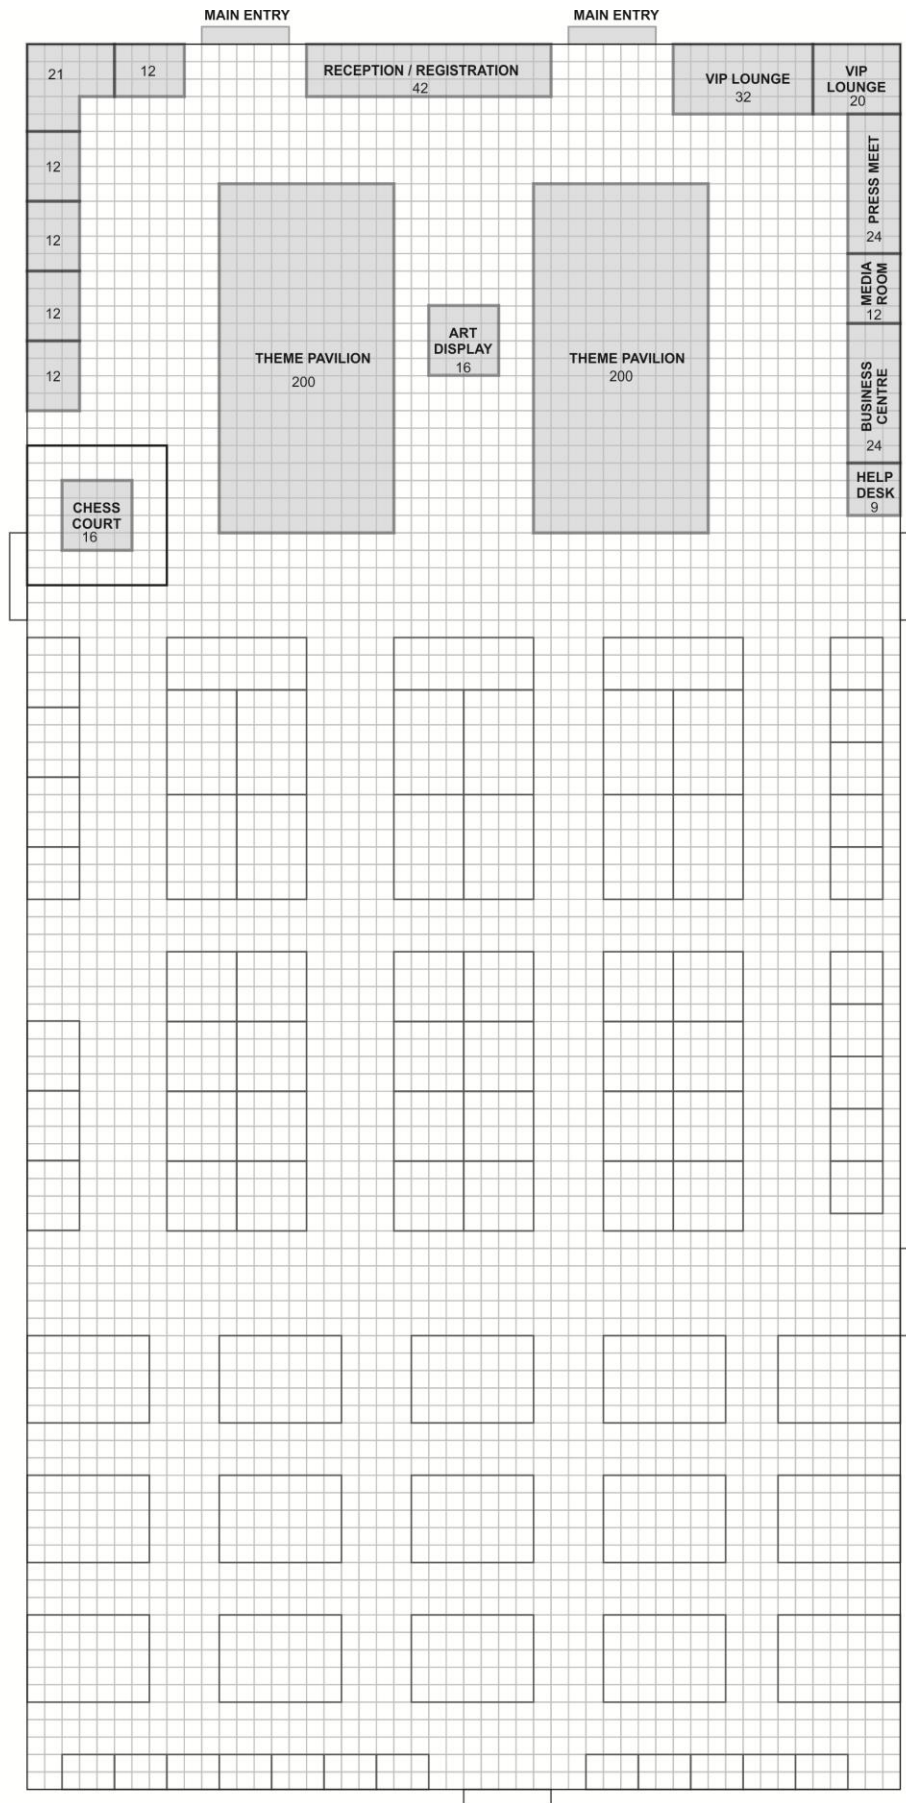 MAIN ENTRY
MAIN ENTRY
21
12
RECEPTION / REGISTRATION
42
VIP LOUNGE
32
VIP
LOUNGE
20
12
12
12
12
PRESS MEET
24
MEDIA
ROOM
12
THEME PAVILION
200
ART
DISPLAY
16
THEME PAVILION
200
BUSINESS
CENTRE
24
HELP
DESK
9
CHESS
COURT
16